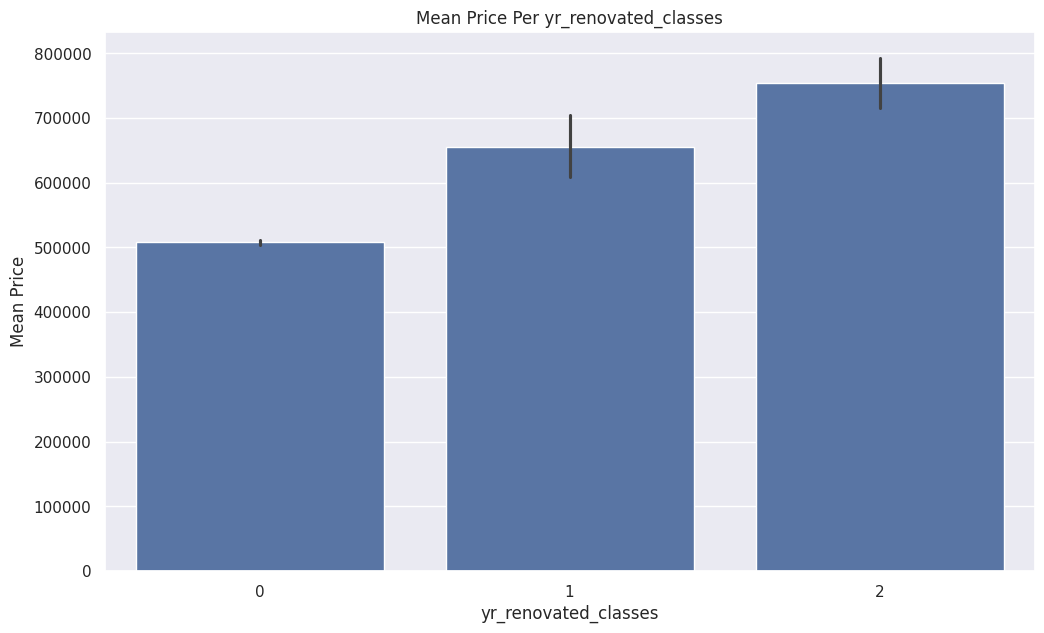 Mean Price Per yr_renovated_classes
800000
700000
600000
500000
400000
300000
200000
100000
0
Mean Price
0 1 2
yr_renovated_classes